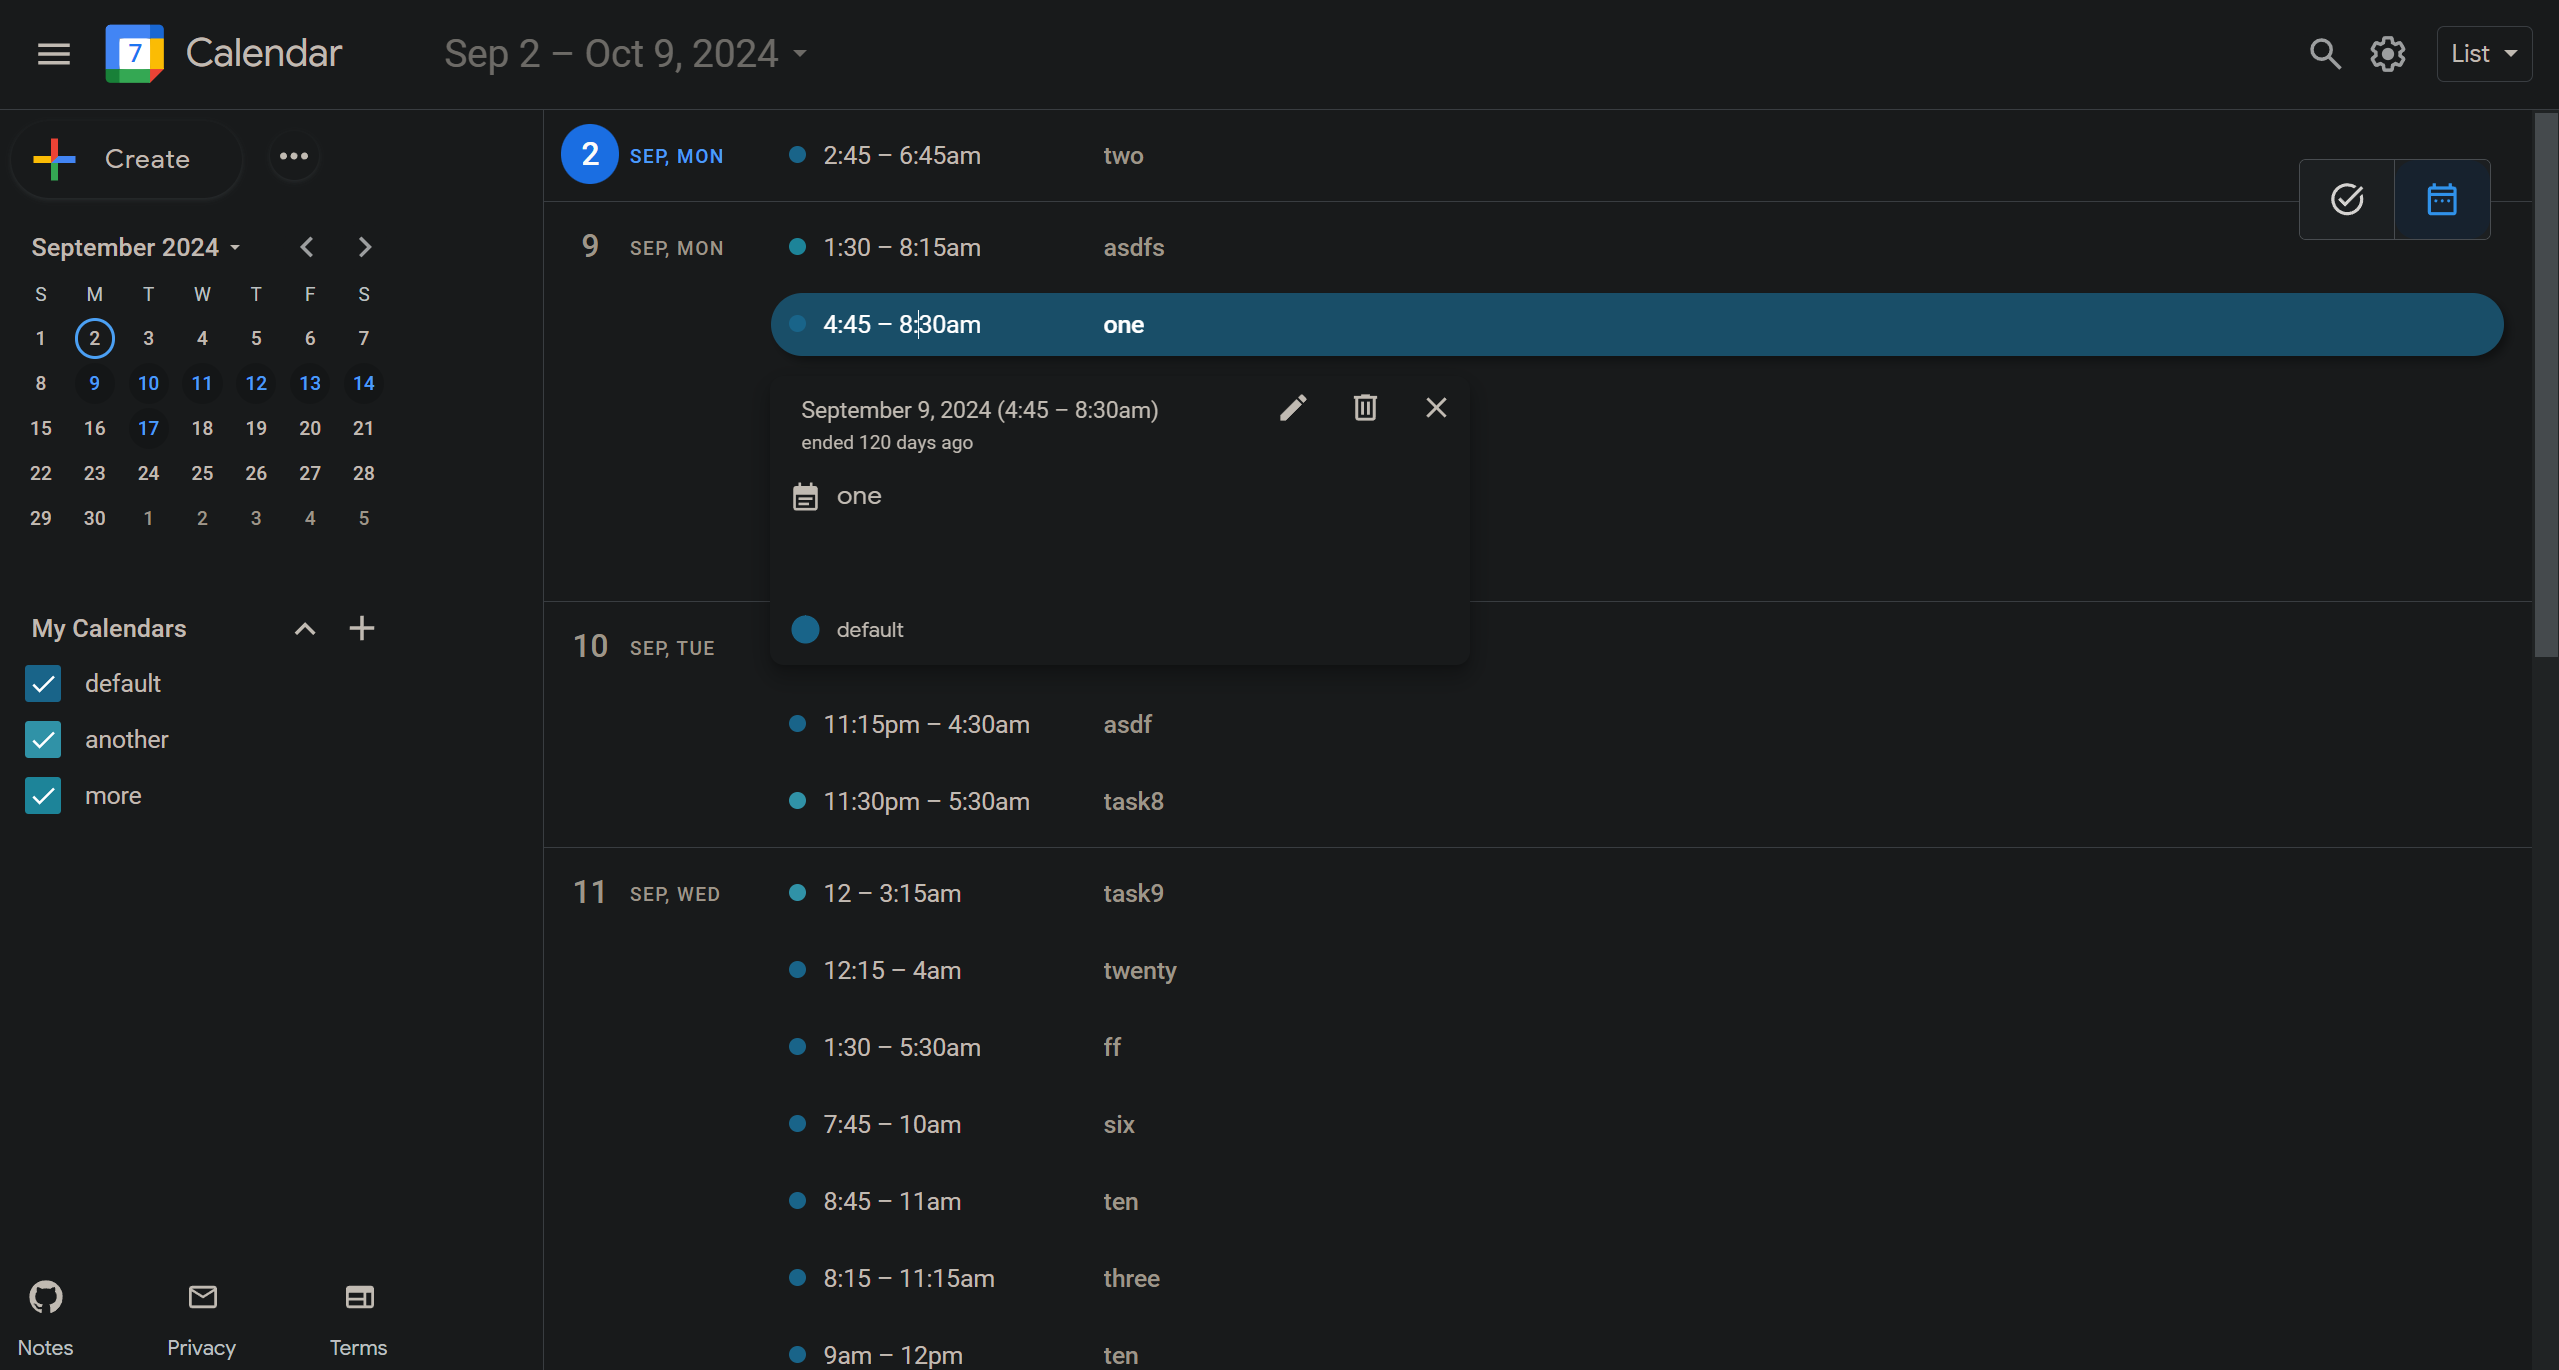 7 Calendar Sep 2 – Oct 9, 2024 List
Create
September 2024
S M T W T F S
1 2 3 4 5 6 7
8 9 10 11 12 13 14
15 16 17 18 19 20 21
22 23 24 25 26 27 28
29 30 1 2 3 4 5
My Calendars
default
another
more
Notes Privacy Terms
2 SEP, MON 2:45 – 6:45am two
9 SEP, MON 1:30 – 8:15am asdfs
4:45 – 8:30am one
September 9, 2024 (4:45 – 8:30am)
ended 120 days ago
one
default
10 SEP, TUE
11:15pm – 4:30am asdf
11:30pm – 5:30am task8
11 SEP, WED 12 – 3:15am task9
12:15 – 4am twenty
1:30 – 5:30am ff
7:45 – 10am six
8:45 – 11am ten
8:15 – 11:15am three
9am – 12pm ten